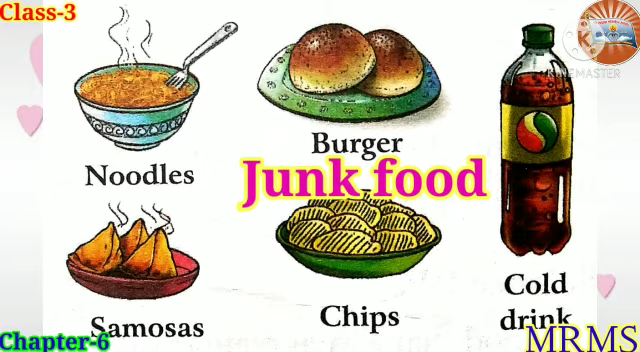 Class-3
KINEMASTER
Noodles
Burger
Junk food
Samosas
Chips
Cold
drink
Chapter-6
MRMS